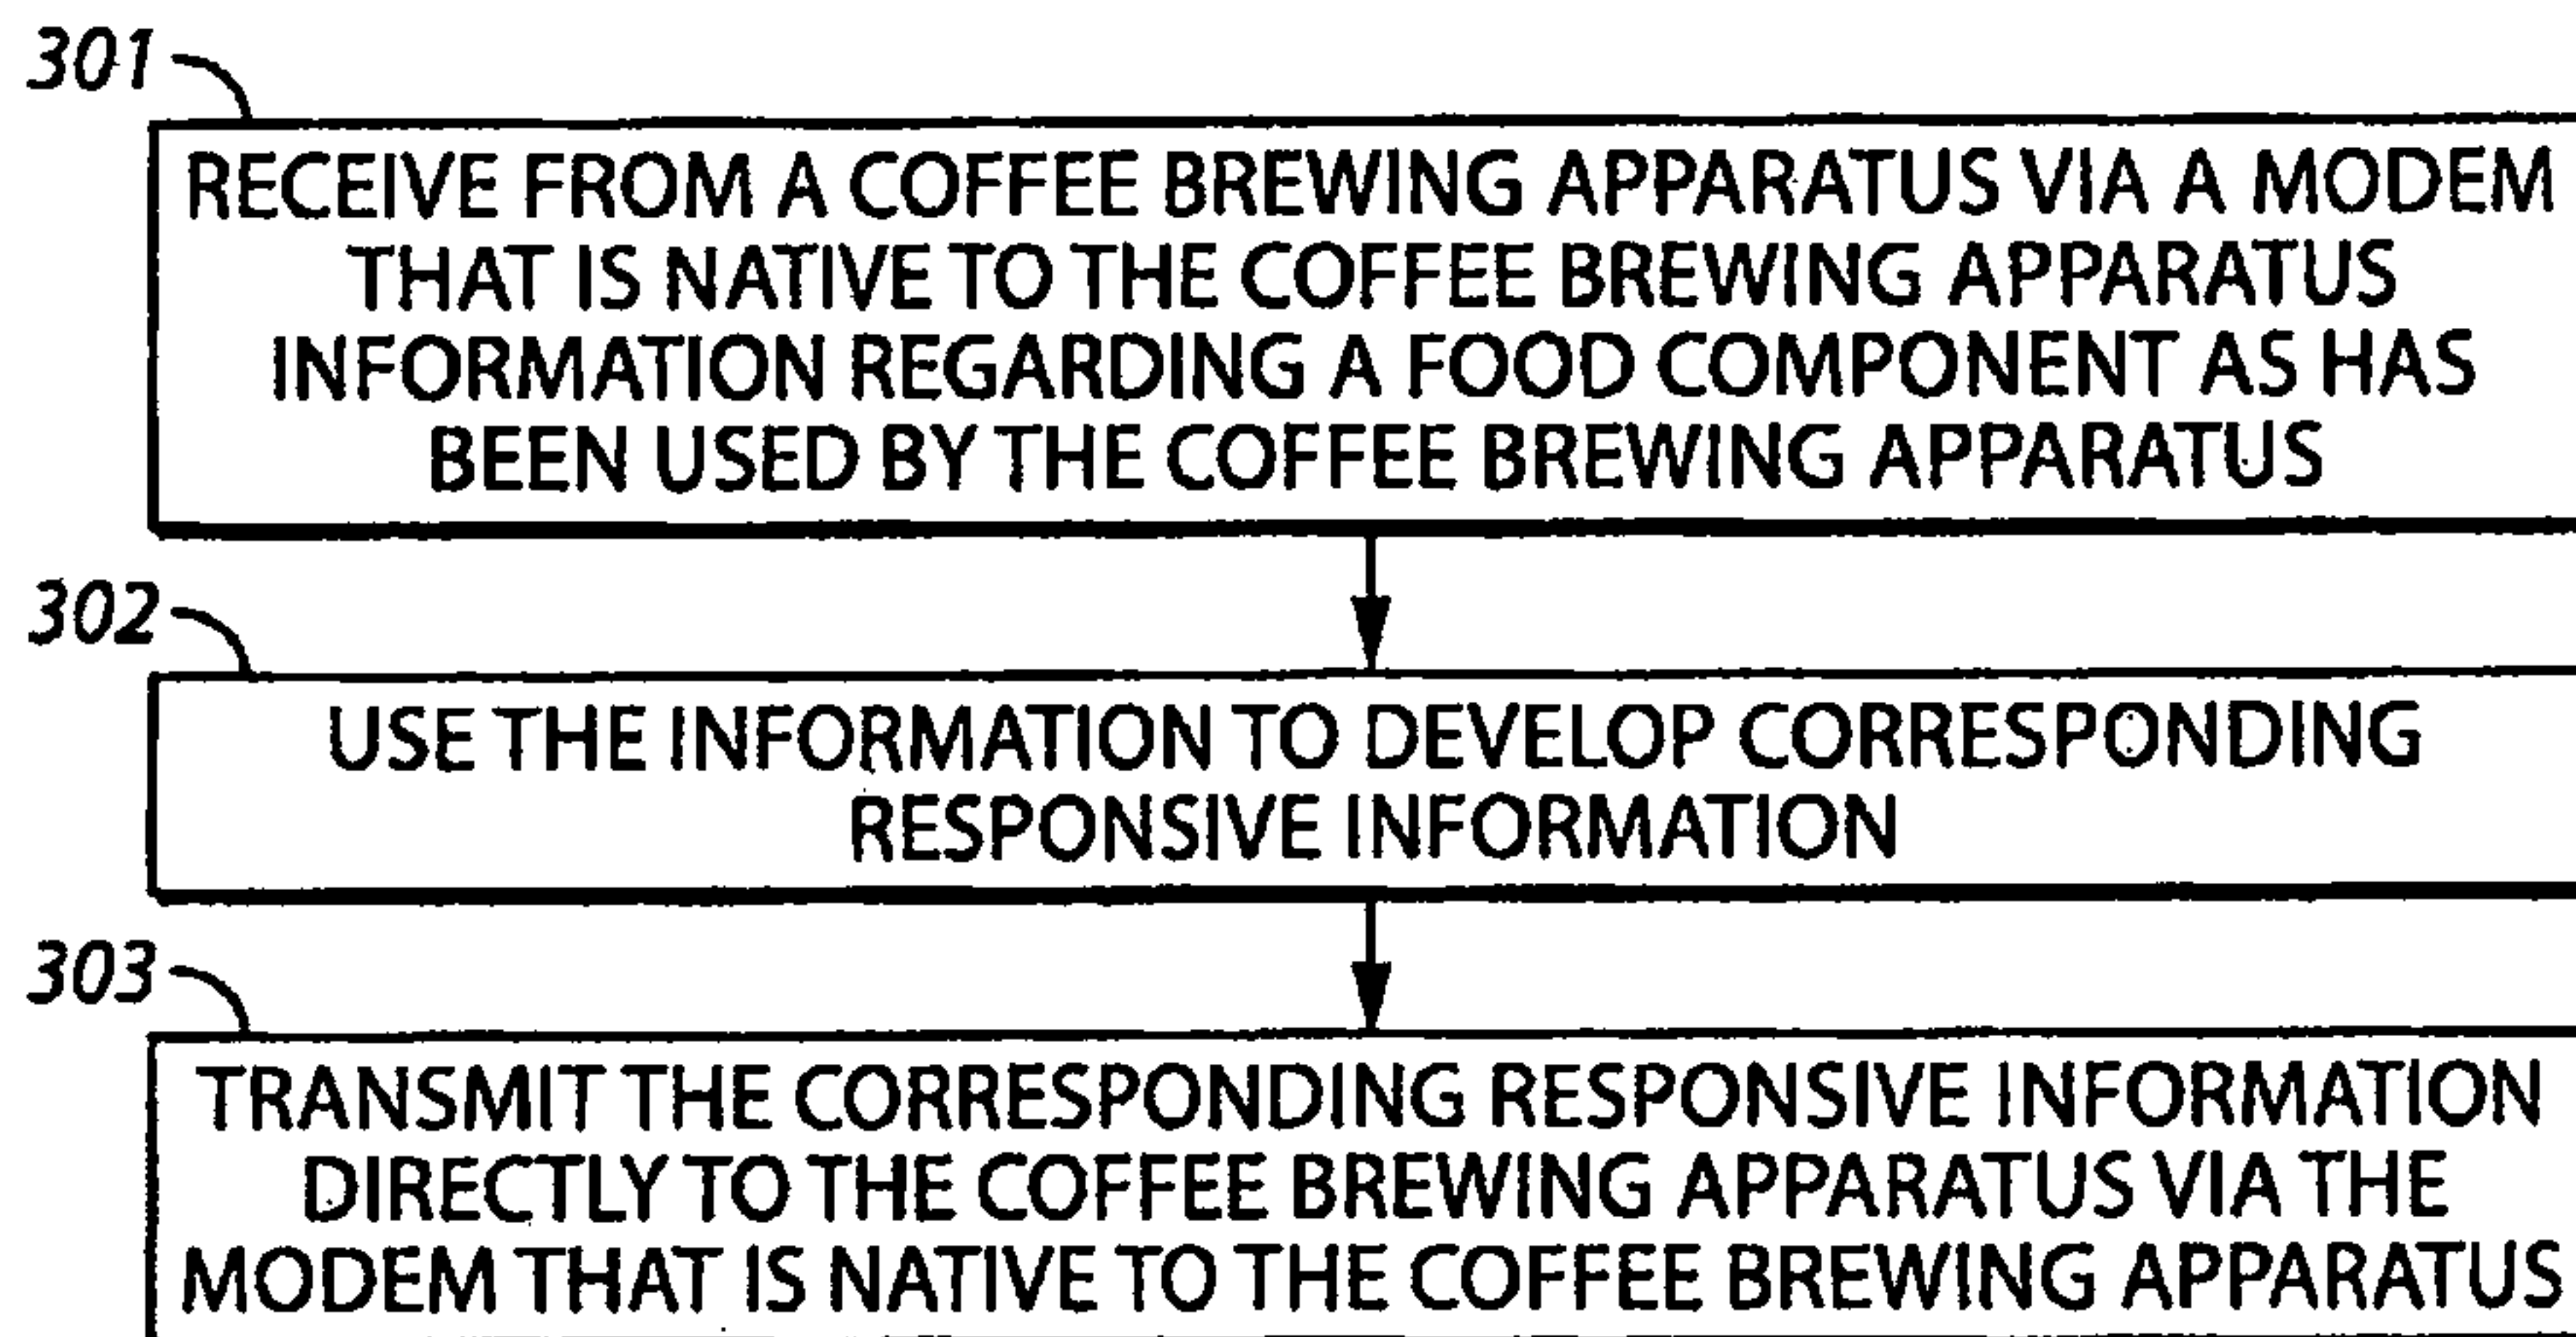 301
RECEIVE FROM A COFFEE BREWING APPARATUS VIA A MODEM
THAT IS NATIVE TO THE COFFEE BREWING APPARATUS
INFORMATION REGARDING A FOOD COMPONENT AS HAS
BEEN USED BY THE COFFEE BREWING APPARATUS
302
USE THE INFORMATION TO DEVELOP CORRESPONDING
RESPONSIVE INFORMATION
303
TRANSMIT THE CORRESPONDING RESPONSIVE INFORMATION
DIRECTLY TO THE COFFEE BREWING APPARATUS VIA THE
MODEM THAT IS NATIVE TO THE COFFEE BREWING APPARATUS